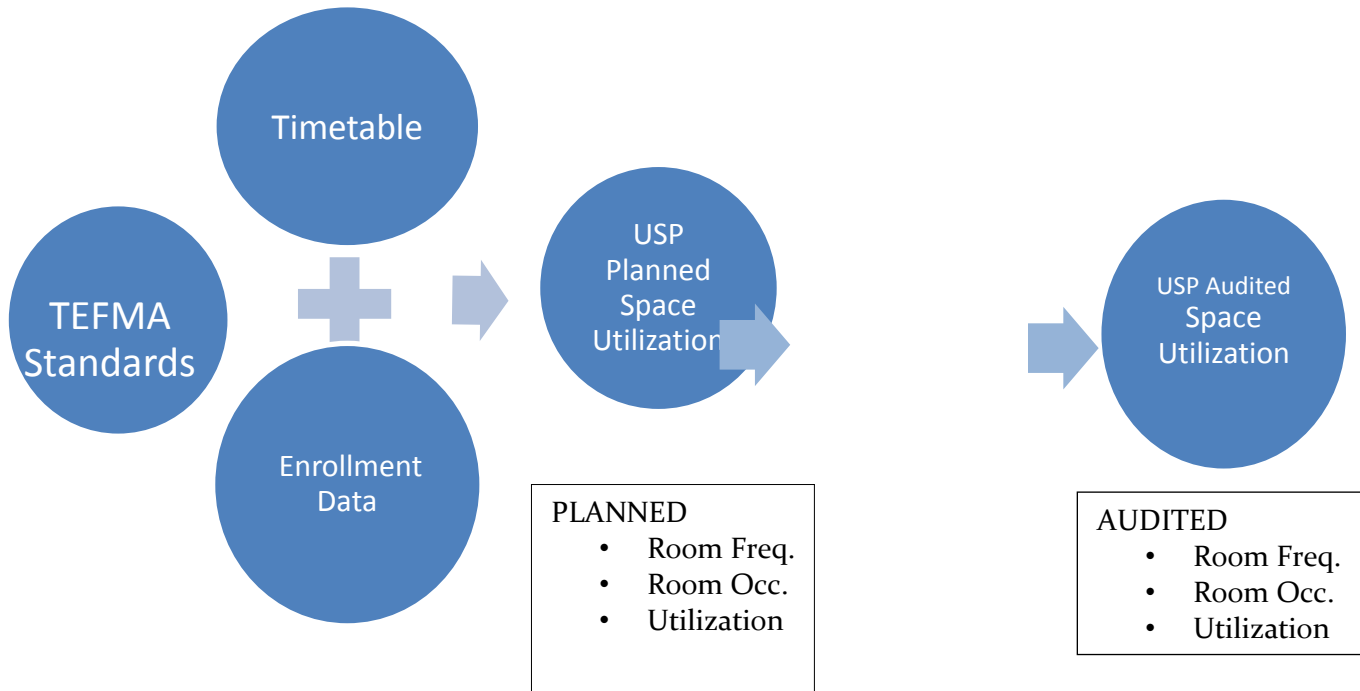 Timetable
TEFMA
Standards
Enrollment
Data
USP
Planned
Space
Utilization
USP Audited
Space
Utilization
PLANNED
• Room Freq.
• Room Occ.
• Utilization
AUDITED
• Room Freq.
• Room Occ.
• Utilization